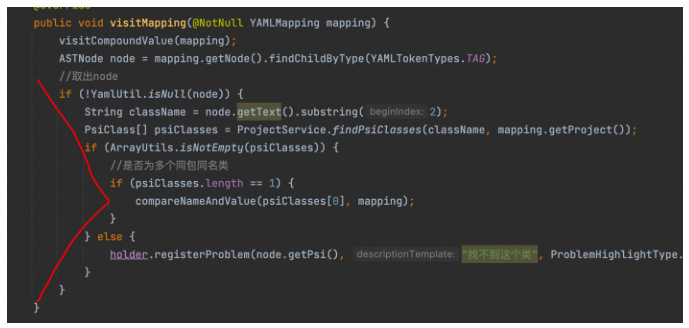 @Override
public void visitMapping(@NotNull YAMLMapping mapping) {
visitCompoundValue(mapping);
ASTNode node = mapping.getNode().findChildByType(YAMLTokenTypes.TAG);
//取出node
if (!YamlUtil.isNull(node)) {
String className = node.getText().substring( beginIndex: 2);
PsiClass[] psiClasses = ProjectService.findPsiClasses(className, mapping.getProject());
if (ArrayUtils.isNotEmpty(psiClasses)) {
//是否为多个同包同名类
if (psiClasses.length == 1) {
compareNameAndValue(psiClasses[0], mapping);
}
} else {
holder.registerProblem(node.getPsi(), descriptionTemplate: "找不到这个类", ProblemHighlightType.
}
}
}